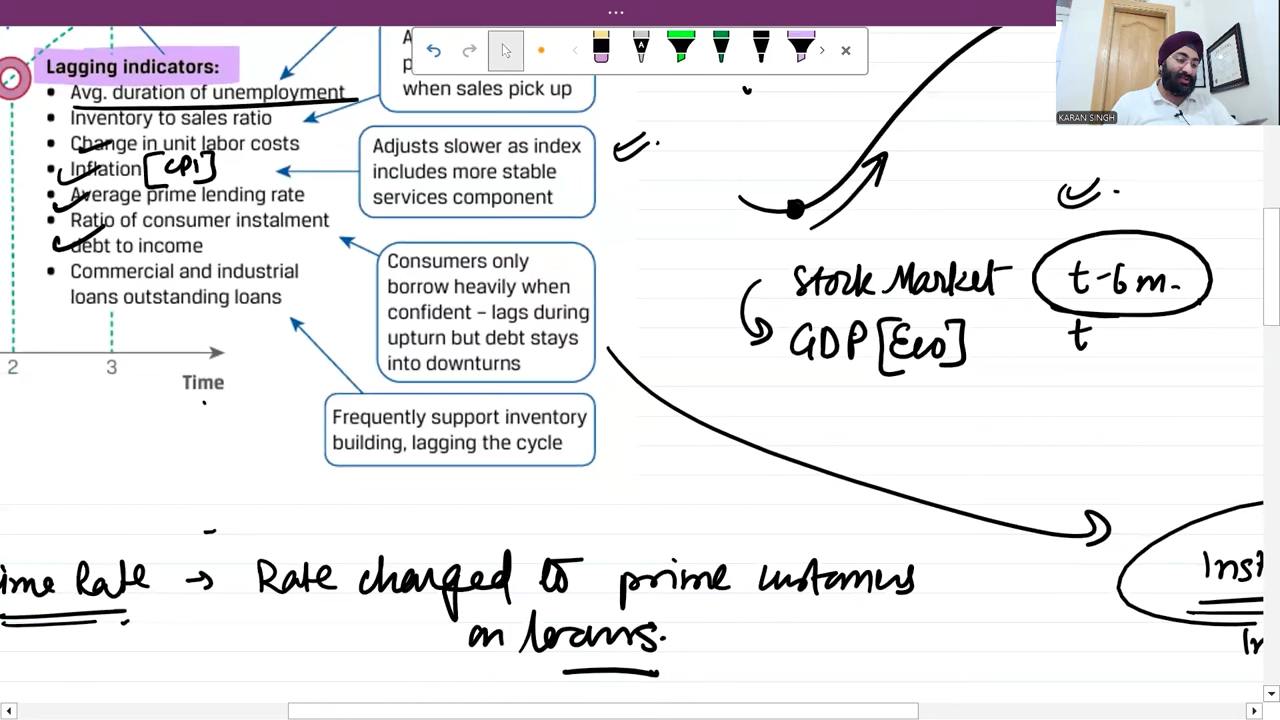 Lagging indicators:
• Avg. duration of unemployment
• Inventory to sales ratio
• Change in unit labor costs
• Inflation [CPI]
• Average prime lending rate
• Ratio of consumer instalment
debt to income
• Commercial and industrial
loans outstanding loans
when sales pick up
Adjusts slower as index
includes more stable
services component
Consumers only
borrow heavily when
confident – lags during
upturn but debt stays
into downturns
Frequently support inventory
building, lagging the cycle
2 3
Time
Stock Market t-6m.
GDP [Eco] t
ime Rate → Rate charged to prime customers
on loans.
Inst
In
KARAN SINGH